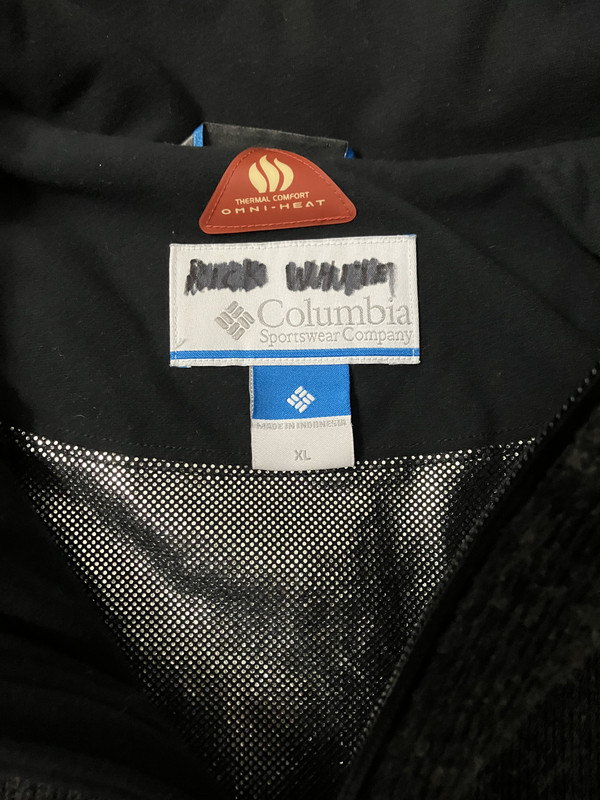 THERMAL COMFORT
OMNI-HEAT
Columbia
Sportswear Company
MADE IN INDONESIA
XL